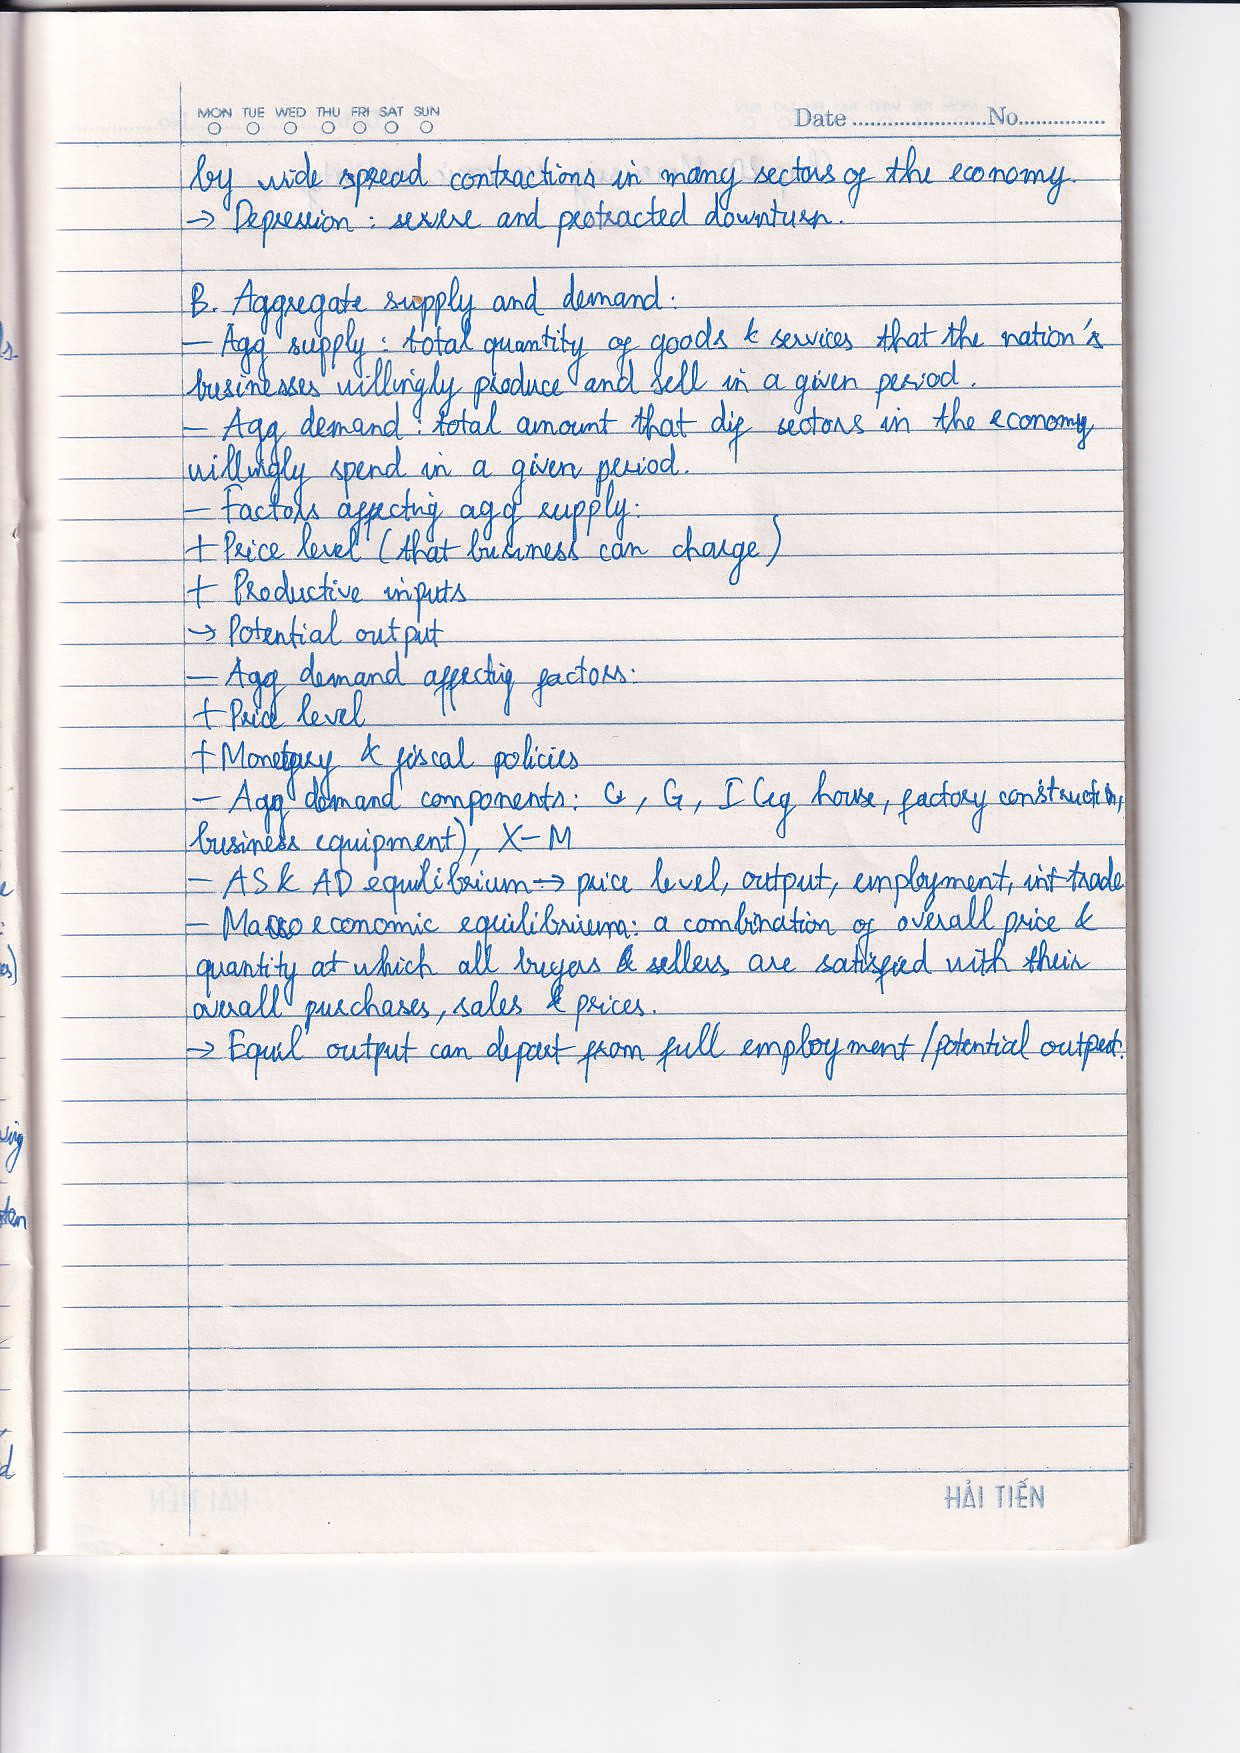 MON TUE WED THU FRI SAT SUN
Date ......................No...............
by wide spread contractions in many sectors of the economy.
→ Depression : severe and protracted downturn.
B. Aggregate supply and demand.
— Agg supply : total quantity of goods & services that the nation's
businesses willingly produce and sell in a given period.
— Agg demand : total amount that dif sectors in the economy
willingly spend in a given period.
— Factors affecting agg supply:
+ Price level (that business can charge)
+ Productive inputs
→ Potential output
— Agg demand affecting factors:
+ Price level
+ Monetary & fiscal policies
— Agg demand components: C, G, I (eg house, factory construction,
business equipment), X-M
— AS & AD equilibrium → price level, output, employment, int trade
— Macro economic equilibrium: a combination of overall price &
quantity at which all buyers & sellers are satisfied with their
overall purchases, sales & prices.
→ Equil output can depart from full employment / potential output.
HẢI TIẾN